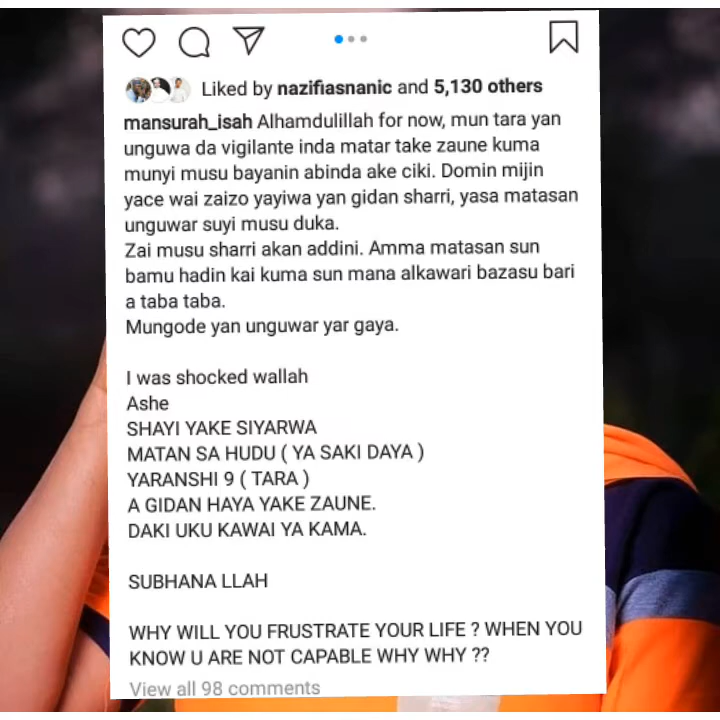 Liked by nazifiasnanic and 5,130 others
mansurah_isah Alhamdulillah for now, mun tara yan
unguwa da vigilante inda matar take zaune kuma
munyi musu bayanin abinda ake ciki. Domin mijin
yace wai zaizo yayiwa yan gidan sharri, yasa matasan
unguwar suyi musu duka.
Zai musu sharri akan addini. Amma matasan sun
bamu hadin kai kuma sun mana alkawari bazasu bari
a taba taba.
Mungode yan unguwar yar gaya.
I was shocked wallah
Ashe
SHAYI YAKE SIYARWA
MATAN SA HUDU ( YA SAKI DAYA )
YARANSHI 9 ( TARA )
A GIDAN HAYA YAKE ZAUNE.
DAKI UKU KAWAI YA KAMA.
SUBHANA LLAH
WHY WILL YOU FRUSTRATE YOUR LIFE ? WHEN YOU
KNOW U ARE NOT CAPABLE WHY WHY ??
View all 98 comments